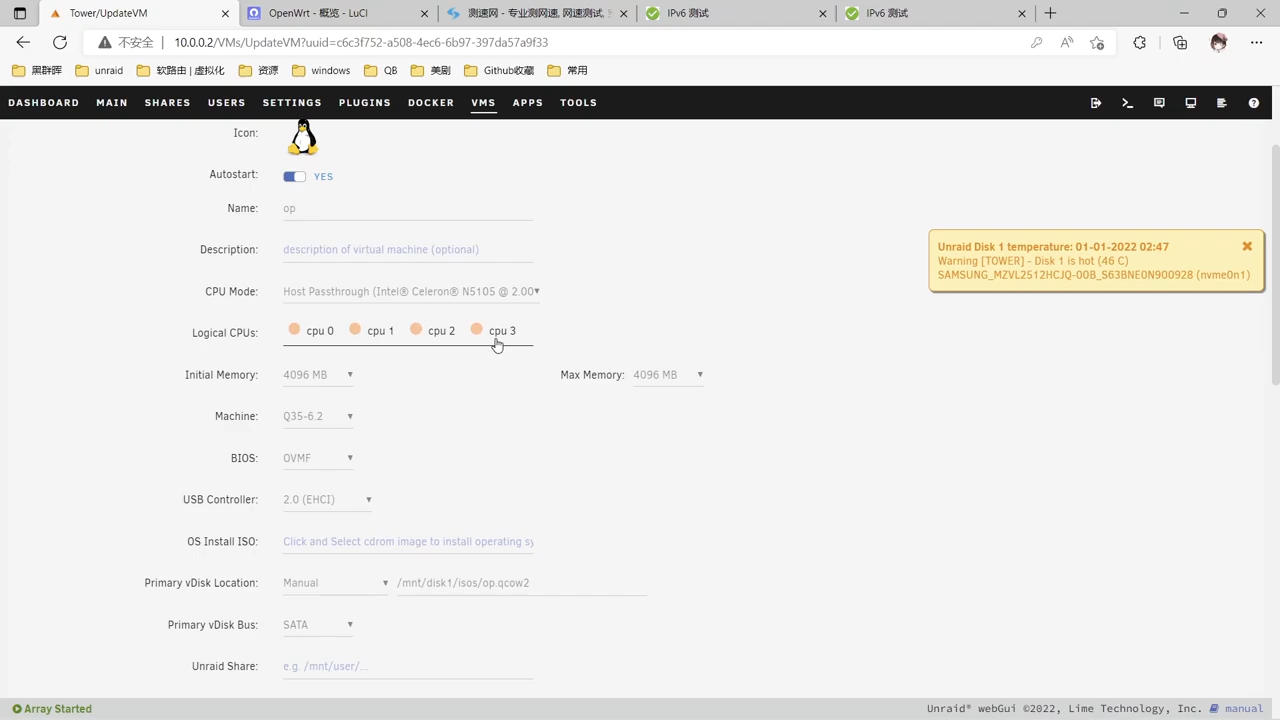 Tower/UpdateVM
OpenWrt - 概览 - LuCI
测速网 - 专业测网速, 网速测试,
IPv6 测试
IPv6 测试
不安全 10.0.0.2/VMs/UpdateVM?uuid=c6c3f752-a508-4ec6-6b97-397da57a9f33
黑群晖 unraid 软路由 | 虚拟化 资源 windows QB 美剧 Github收藏 常用
DASHBOARD MAIN SHARES USERS SETTINGS PLUGINS DOCKER VMS APPS TOOLS
Icon:
Autostart: YES
Name: op
Description: description of virtual machine (optional)
CPU Mode: Host Passthrough (Intel® Celeron® N5105 @ 2.00
Logical CPUs: cpu 0 cpu 1 cpu 2 cpu 3
Initial Memory: 4096 MB Max Memory: 4096 MB
Machine: Q35-6.2
BIOS: OVMF
USB Controller: 2.0 (EHCI)
OS Install ISO: Click and Select cdrom image to install operating sy
Primary vDisk Location: Manual /mnt/disk1/isos/op.qcow2
Primary vDisk Bus: SATA
Unraid Share: e.g. /mnt/user/...
Unraid Disk 1 temperature: 01-01-2022 02:47
Warning [TOWER] - Disk 1 is hot (46 C)
SAMSUNG_MZVL2512HCJQ-00B_S63BNE0N900928 (nvme0n1)
Array Started
Unraid® webGui ©2022, Lime Technology, Inc. manual